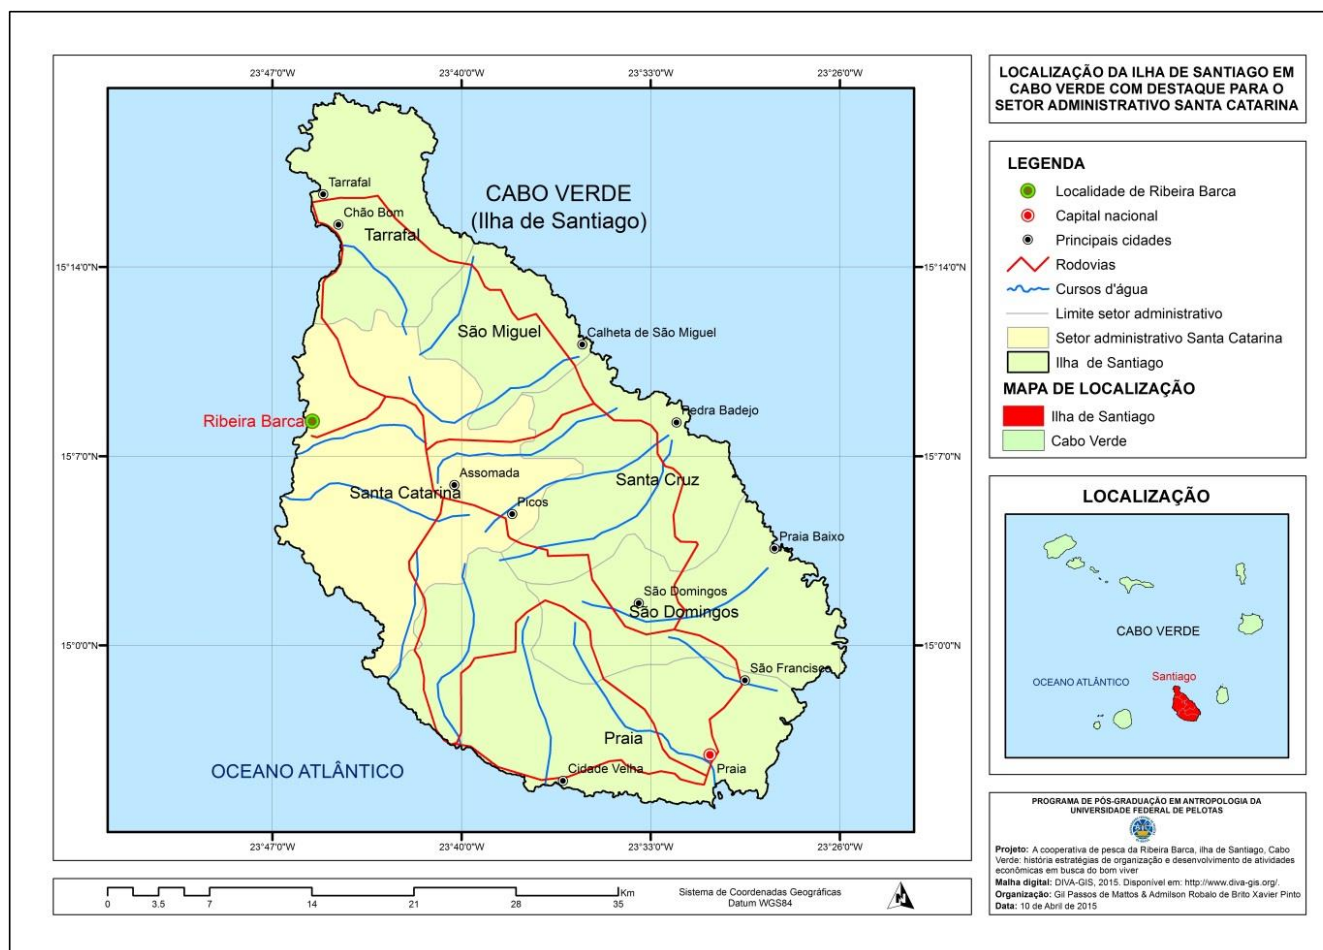 23°47'0"W
23°40'0"W
23°33'0"W
23°26'0"W
LOCALIZAÇÃO DA ILHA DE SANTIAGO EM
CABO VERDE COM DESTAQUE PARA O
SETOR ADMINISTRATIVO SANTA CATARINA
CABO VERDE
(Ilha de Santiago)
Tarrafal
Chão Bom
Tarrafal
15°14'0"N
15°14'0"N
São Miguel
Calheta de São Miguel
Ribeira Barca
Pedra Badejo
15°7'0"N
15°7'0"N
Assomada
Santa Catarina
Santa Cruz
Picos
Praia Baixo
São Domingos
São Domingos
15°0'0"N
15°0'0"N
São Francisco
Praia
Praia
Cidade Velha
OCEANO ATLÂNTICO
23°47'0"W
23°40'0"W
23°33'0"W
23°26'0"W
LEGENDA
Localidade de Ribeira Barca
Capital nacional
Principais cidades
Rodovias
Cursos d'água
Limite setor administrativo
Setor administrativo Santa Catarina
Ilha de Santiago
MAPA DE LOCALIZAÇÃO
Ilha de Santiago
Cabo Verde
LOCALIZAÇÃO
CABO VERDE
OCEANO ATLÂNTICO
Santiago
Km
0 3.5 7 14 21 28 35
Sistema de Coordenadas Geográficas
Datum WGS84
N
PROGRAMA DE PÓS-GRADUAÇÃO EM ANTROPOLOGIA DA
UNIVERSIDADE FEDERAL DE PELOTAS
Projeto: A cooperativa de pesca da Ribeira Barca, ilha de Santiago, Cabo
Verde: história estratégias de organização e desenvolvimento de atividades
econômicas em busca do bom viver
Malha digital: DIVA-GIS, 2015. Disponível em: http://www.diva-gis.org/.
Organização: Gil Passos de Mattos & Admilson Robalo de Brito Xavier Pinto
Data: 10 de Abril de 2015